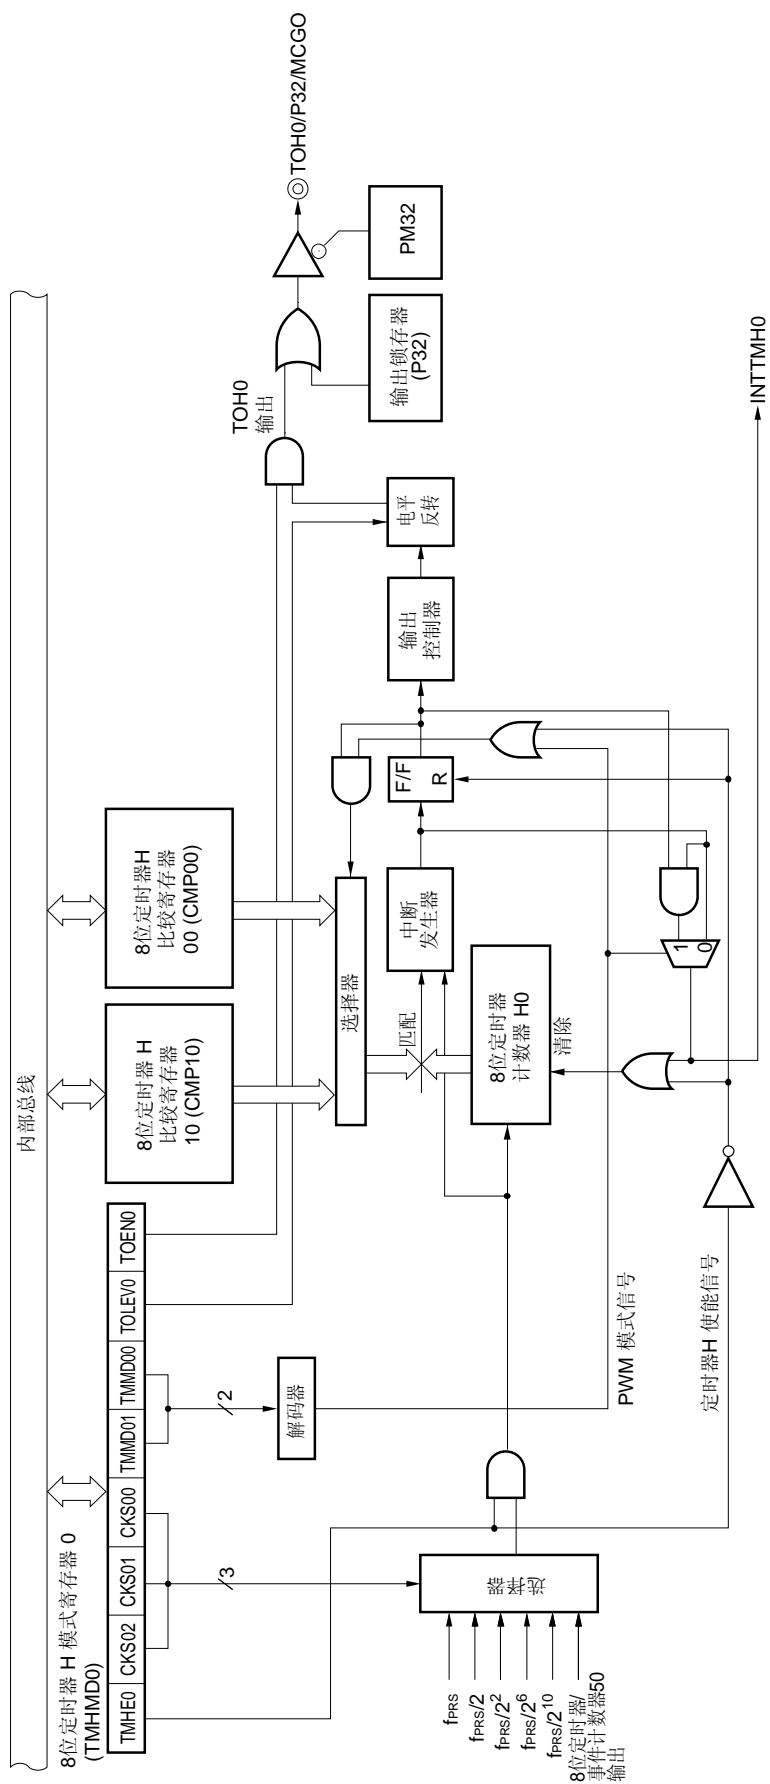 内部总线
8位定时器 H 模式寄存器 0
(TMHMD0)
TMHE0
CKS02
CKS01
CKS00
TMMD01
TMMD00
TOLEV0
TOEN0
8位定时器 H
比较寄存器
10 (CMP10)
8位定时器H
比较寄存器
00 (CMP00)
3
2
解码器
选择器
匹配
TOH0
输出
TOH0/P32/MCGO
输出锁存器
(P32)
PM32
fPRS
fPRS/2
fPRS/2²
fPRS/2⁶
fPRS/2¹⁰
8位定时器/
事件计数器50
输出
选择器
8位定时器
计数器 H0
清除
中断
发生器
F/F
R
输出
控制器
电平
反转
1
0
PWM 模式信号
定时器H 使能信号
INTTMH0